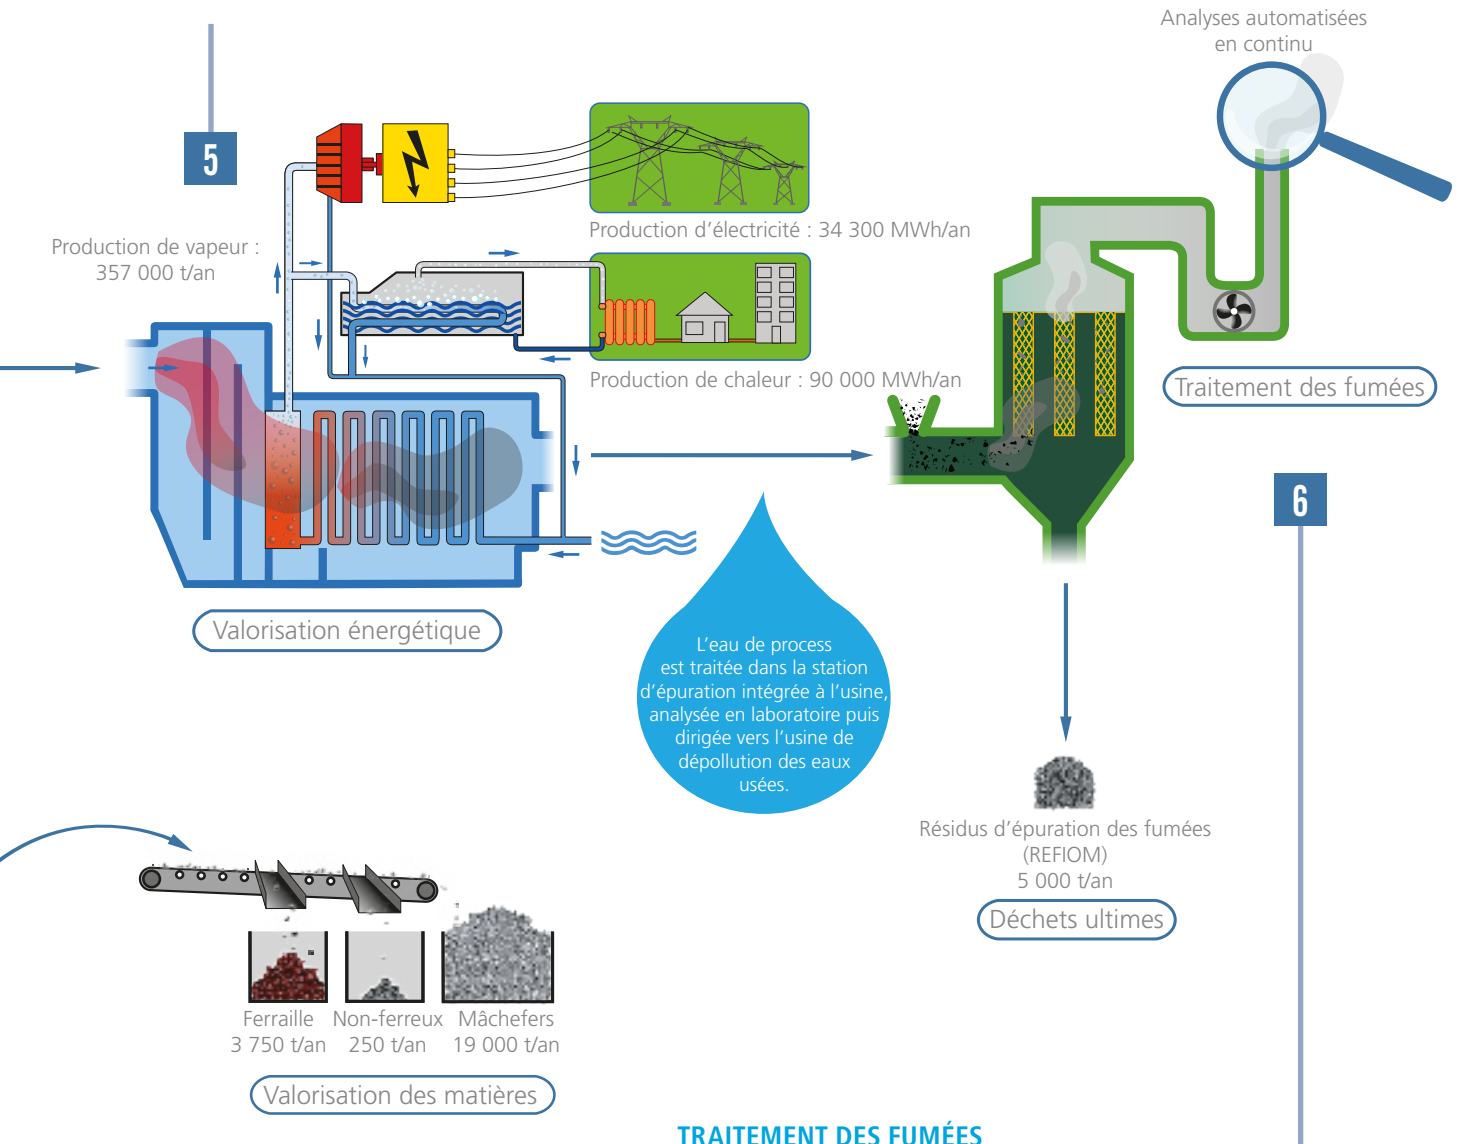 Analyses automatisées
en continu
5
Production d’électricité : 34 300 MWh/an
Production de vapeur :
357 000 t/an
Production de chaleur : 90 000 MWh/an
Traitement des fumées
6
Valorisation énergétique
L’eau de process
est traitée dans la station
d’épuration intégrée à l’usine,
analysée en laboratoire puis
dirigée vers l’usine de
dépollution des eaux
usées.
Résidus d’épuration des fumées
(REFIOM)
5 000 t/an
Déchets ultimes
Ferraille
3 750 t/an
Non-ferreux
250 t/an
Mâchefers
19 000 t/an
Valorisation des matières
TRAITEMENT DES FUMÉES